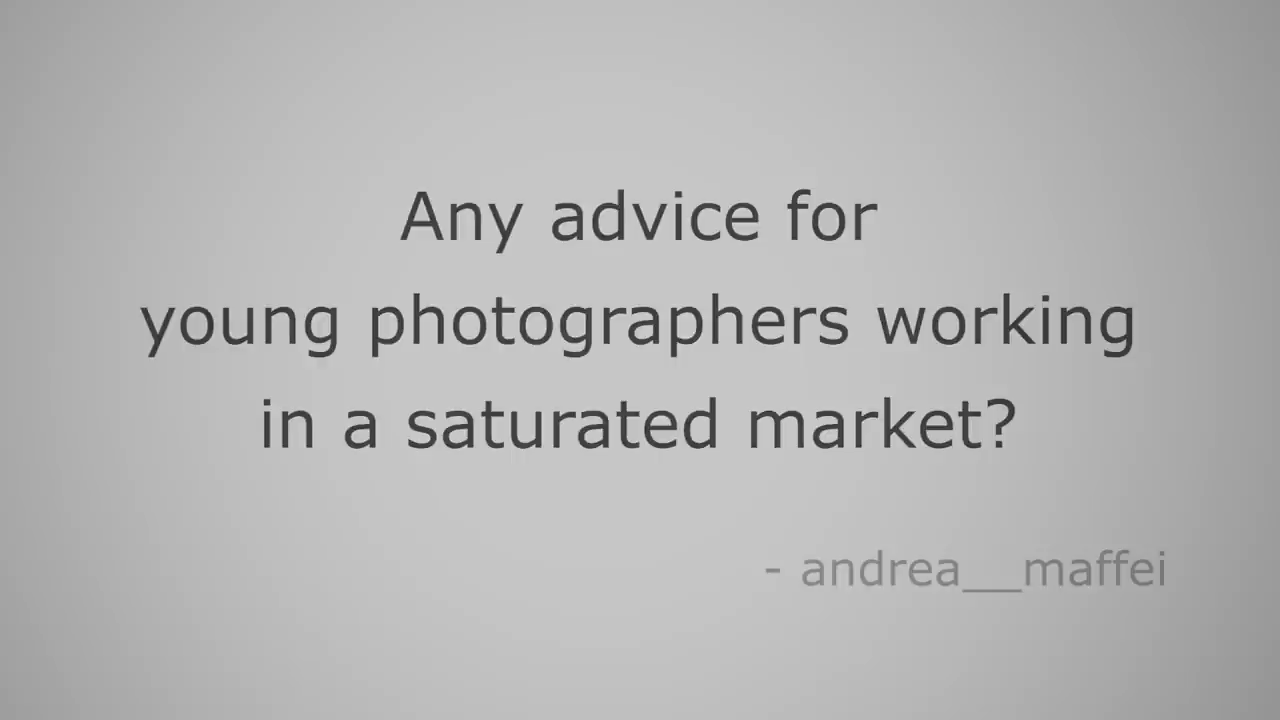 Any advice for
young photographers working
in a saturated market?
- andrea__maffei